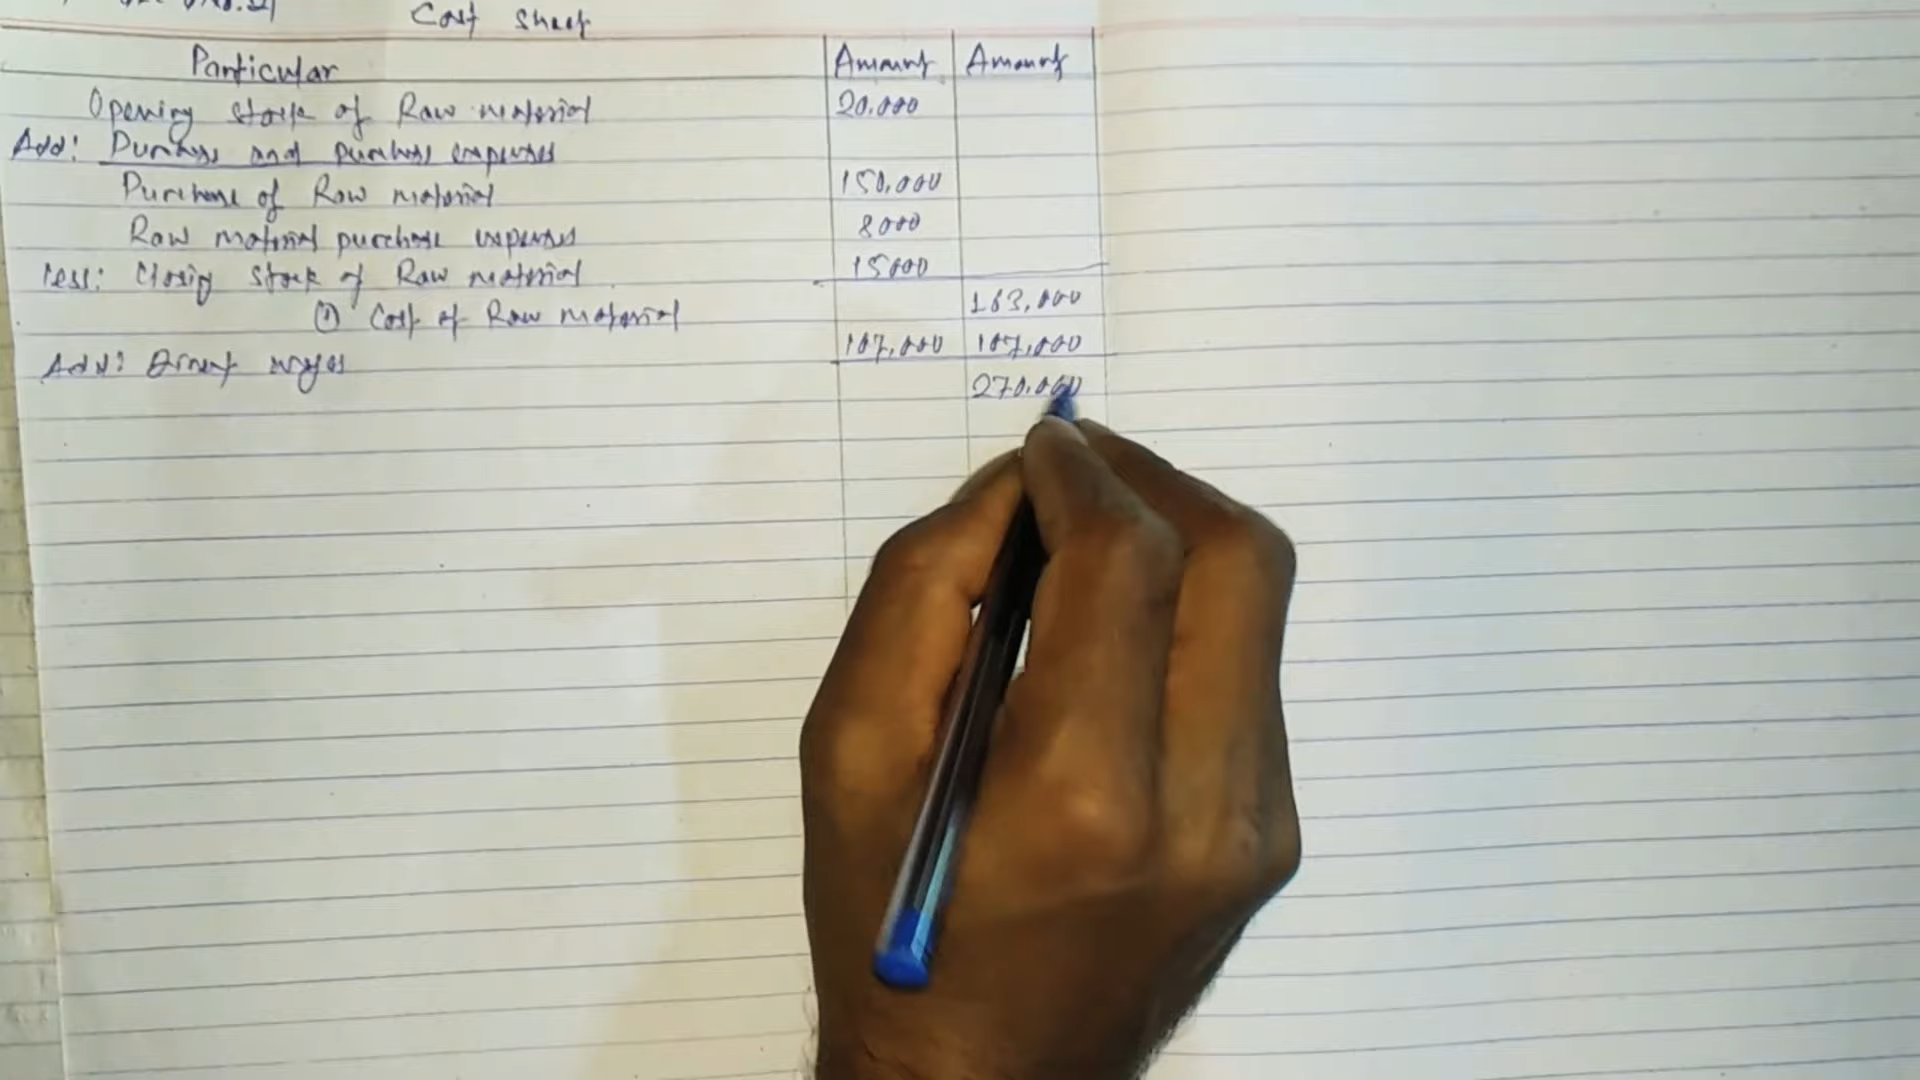 Cost Sheet
Particular Amount Amount
Opening Stock of Raw material 20.000
Add: Purchase and purchase expenses
Purchase of Raw material 150,000
Raw material purchase expenses 8000
Less: Closing Stock of Raw material 15000
① Cost of Raw material 163,000
Add: Direct wages 107,000 107,000
270.000